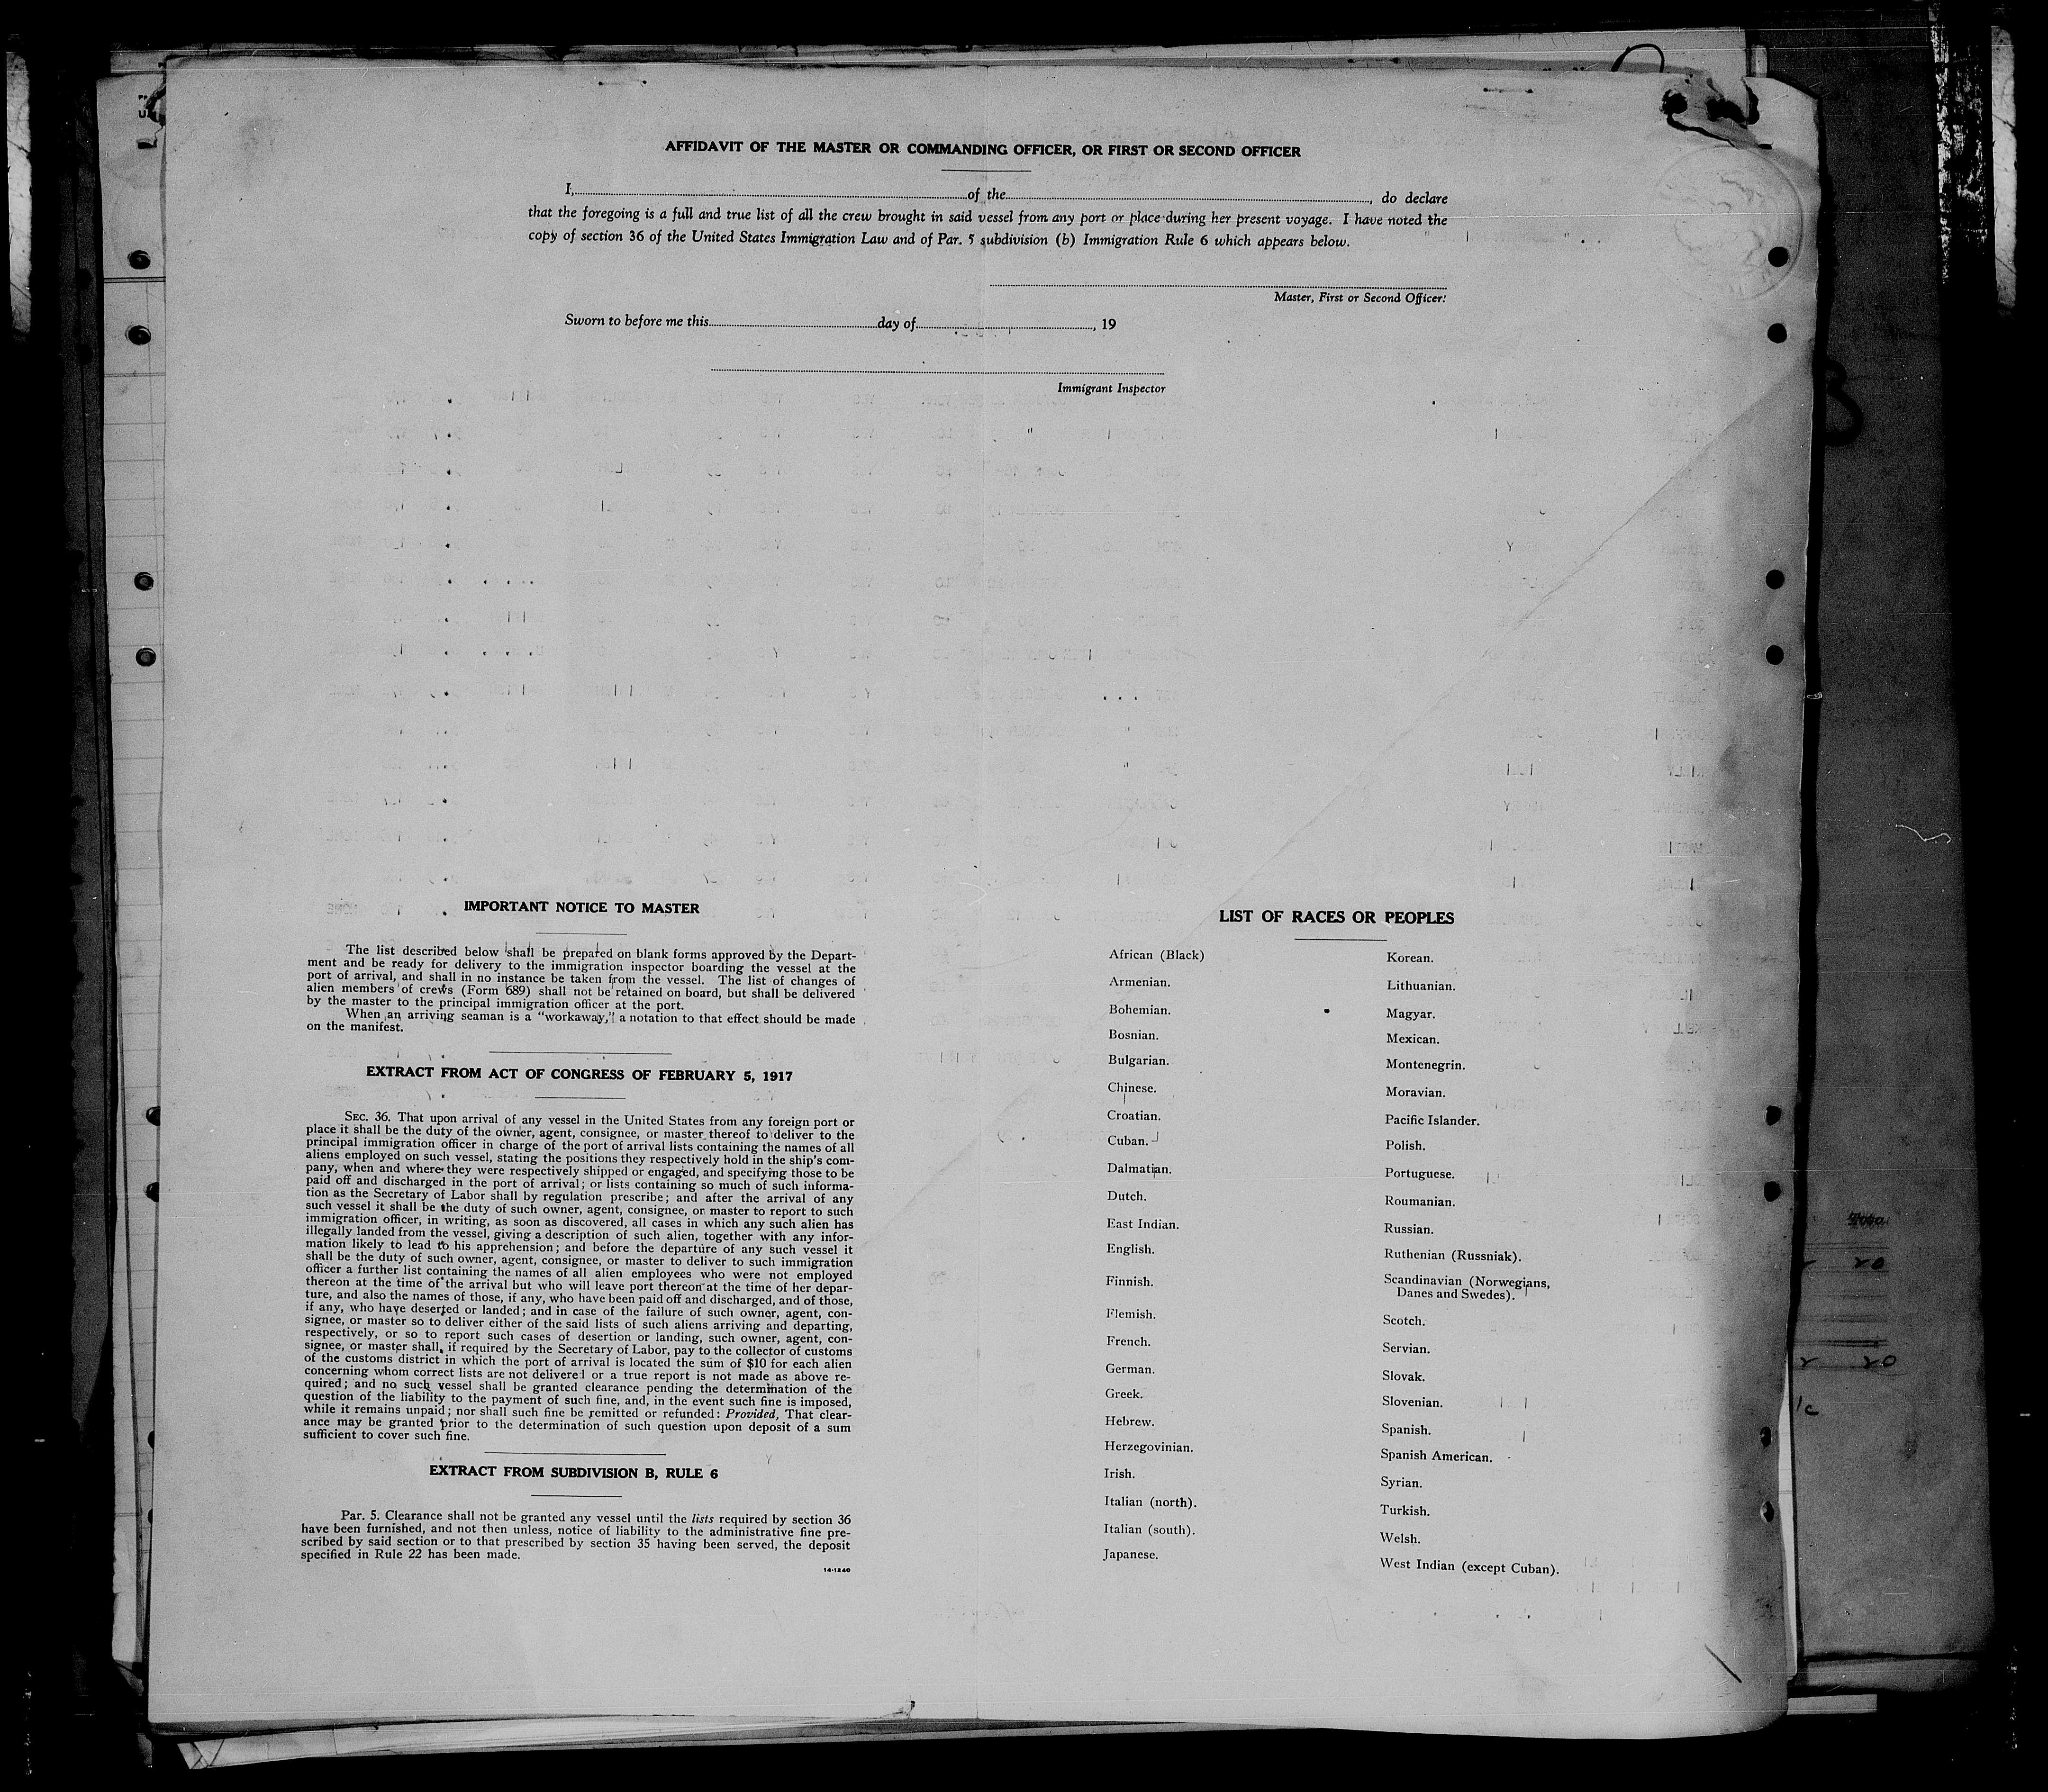 AFFIDAVIT OF THE MASTER OR COMMANDING OFFICER, OR FIRST OR SECOND OFFICER
I, of the , do declare
that the foregoing is a full and true list of all the crew brought in said vessel from any port or place during her present voyage. I have noted the
copy of section 36 of the United States Immigration Law and of Par. 5 subdivision (b) Immigration Rule 6 which appears below.
Master, First or Second Officer.
Sworn to before me this day of , 19
Immigrant Inspector
IMPORTANT NOTICE TO MASTER
The list described below shall be prepared on blank forms approved by the Depart-
ment and be ready for delivery to the immigration inspector boarding the vessel at the
port of arrival, and shall in no instance be taken from the vessel. The list of changes of
alien members of crews (Form 689) shall not be retained on board, but shall be delivered
by the master to the principal immigration officer at the port.
When an arriving seaman is a "workaway," a notation to that effect should be made
on the manifest.
EXTRACT FROM ACT OF CONGRESS OF FEBRUARY 5, 1917
SEC. 36. That upon arrival of any vessel in the United States from any foreign port or
place it shall be the duty of the owner, agent, consignee, or master thereof to deliver to the
principal immigration officer in charge of the port of arrival lists containing the names of all
aliens employed on such vessel, stating the positions they respectively hold in the ship's com-
pany, when and where they were respectively shipped or engaged, and specifying those to be
paid off and discharged in the port of arrival; or lists containing so much of such informa-
tion as the Secretary of Labor shall by regulation prescribe; and after the arrival of any
such vessel it shall be the duty of such owner, agent, consignee, or master to report to such
immigration officer, in writing, as soon as discovered, all cases in which any such alien has
illegally landed from the vessel, giving a description of such alien, together with any infor-
mation likely to lead to his apprehension; and before the departure of any such vessel it
shall be the duty of such owner, agent, consignee, or master to deliver to such immigration
officer a further list containing the names of all alien employees who were not employed
thereon at the time of the arrival but who will leave port thereon at the time of her depar-
ture, and also the names of those, if any, who have been paid off and discharged, and of those,
if any, who have deserted or landed; and in case of the failure of such owner, agent, con-
signee, or master so to deliver either of the said lists of such aliens arriving and departing,
respectively, or so to report such cases of desertion or landing, such owner, agent, con-
signee, or master shall, if required by the Secretary of Labor, pay to the collector of customs
of the customs district in which the port of arrival is located the sum of $10 for each alien
concerning whom correct lists are not delivered or a true report is not made as above re-
quired; and no such vessel shall be granted clearance pending the determination of the
question of the liability to the payment of such fine, and, in the event such fine is imposed,
while it remains unpaid; nor shall such fine be remitted or refunded: Provided, That clear-
ance may be granted prior to the determination of such question upon deposit of a sum
sufficient to cover such fine.
EXTRACT FROM SUBDIVISION B, RULE 6
Par. 5. Clearance shall not be granted any vessel until the lists required by section 36
have been furnished, and not then unless, notice of liability to the administrative fine pre-
scribed by said section or to that prescribed by section 35 having been served, the deposit
specified in Rule 22 has been made.
14-1240
LIST OF RACES OR PEOPLES
African (Black)
Armenian.
Bohemian.
Bosnian.
Bulgarian.
Chinese.
Croatian.
Cuban.
Dalmatian.
Dutch.
East Indian.
English.
Finnish.
Flemish.
French.
German.
Greek.
Hebrew.
Herzegovinian.
Irish.
Italian (north).
Italian (south).
Japanese.
Korean.
Lithuanian.
Magyar.
Mexican.
Montenegrin.
Moravian.
Pacific Islander.
Polish.
Portuguese.
Roumanian.
Russian.
Ruthenian (Russniak).
Scandinavian (Norwegians,
Danes and Swedes).
Scotch.
Servian.
Slovak.
Slovenian.
Spanish.
Spanish American.
Syrian.
Turkish.
Welsh.
West Indian (except Cuban).